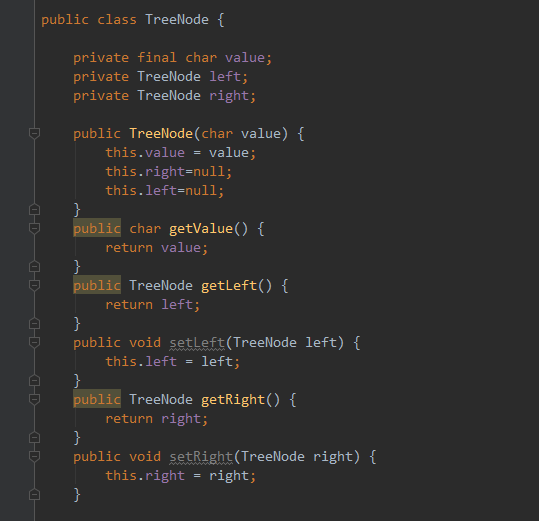 public class TreeNode {
private final char value;
private TreeNode left;
private TreeNode right;
public TreeNode(char value) {
this.value = value;
this.right=null;
this.left=null;
}
public char getValue() {
return value;
}
public TreeNode getLeft() {
return left;
}
public void setLeft(TreeNode left) {
this.left = left;
}
public TreeNode getRight() {
return right;
}
public void setRight(TreeNode right) {
this.right = right;
}